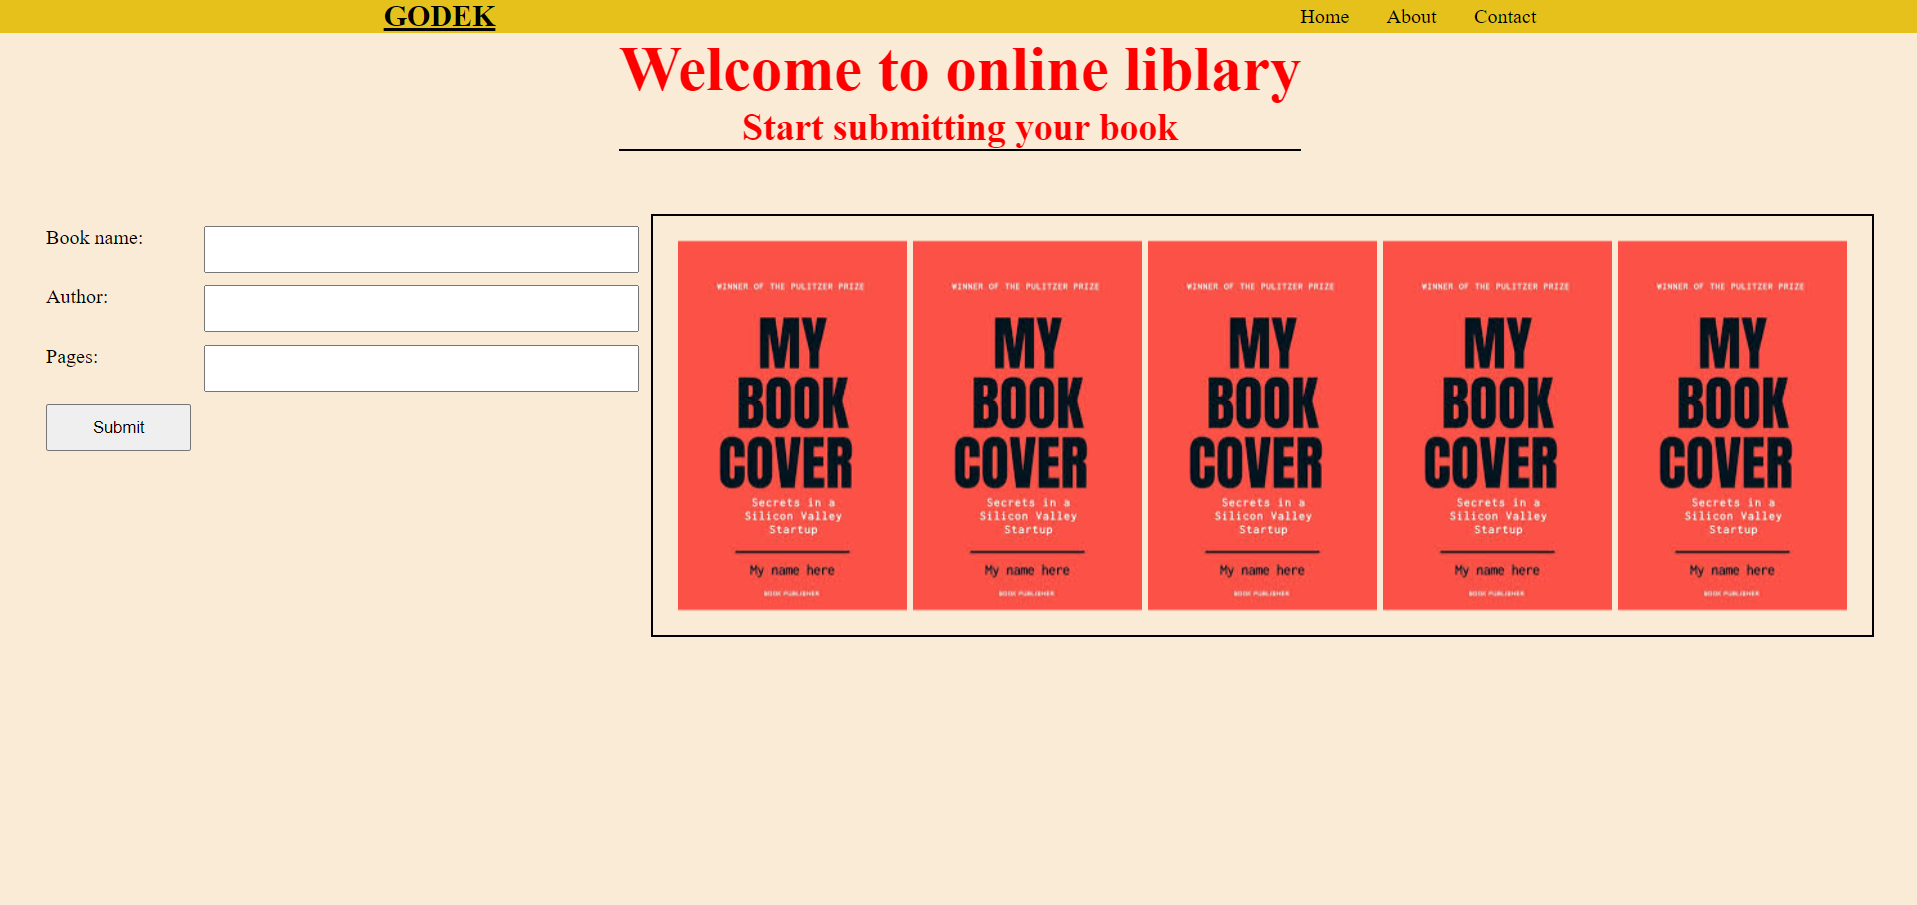 GODEK
Home About Contact
Welcome to online liblary
Start submitting your book
Book name:
Author:
Pages:
Submit
WINNER OF THE PULITZER PRIZE
MY
BOOK
COVER
Secrets in a
Silicon Valley
Startup
My name here
BOOK PUBLISHER
WINNER OF THE PULITZER PRIZE
MY
BOOK
COVER
Secrets in a
Silicon Valley
Startup
My name here
BOOK PUBLISHER
WINNER OF THE PULITZER PRIZE
MY
BOOK
COVER
Secrets in a
Silicon Valley
Startup
My name here
BOOK PUBLISHER
WINNER OF THE PULITZER PRIZE
MY
BOOK
COVER
Secrets in a
Silicon Valley
Startup
My name here
BOOK PUBLISHER
WINNER OF THE PULITZER PRIZE
MY
BOOK
COVER
Secrets in a
Silicon Valley
Startup
My name here
BOOK PUBLISHER